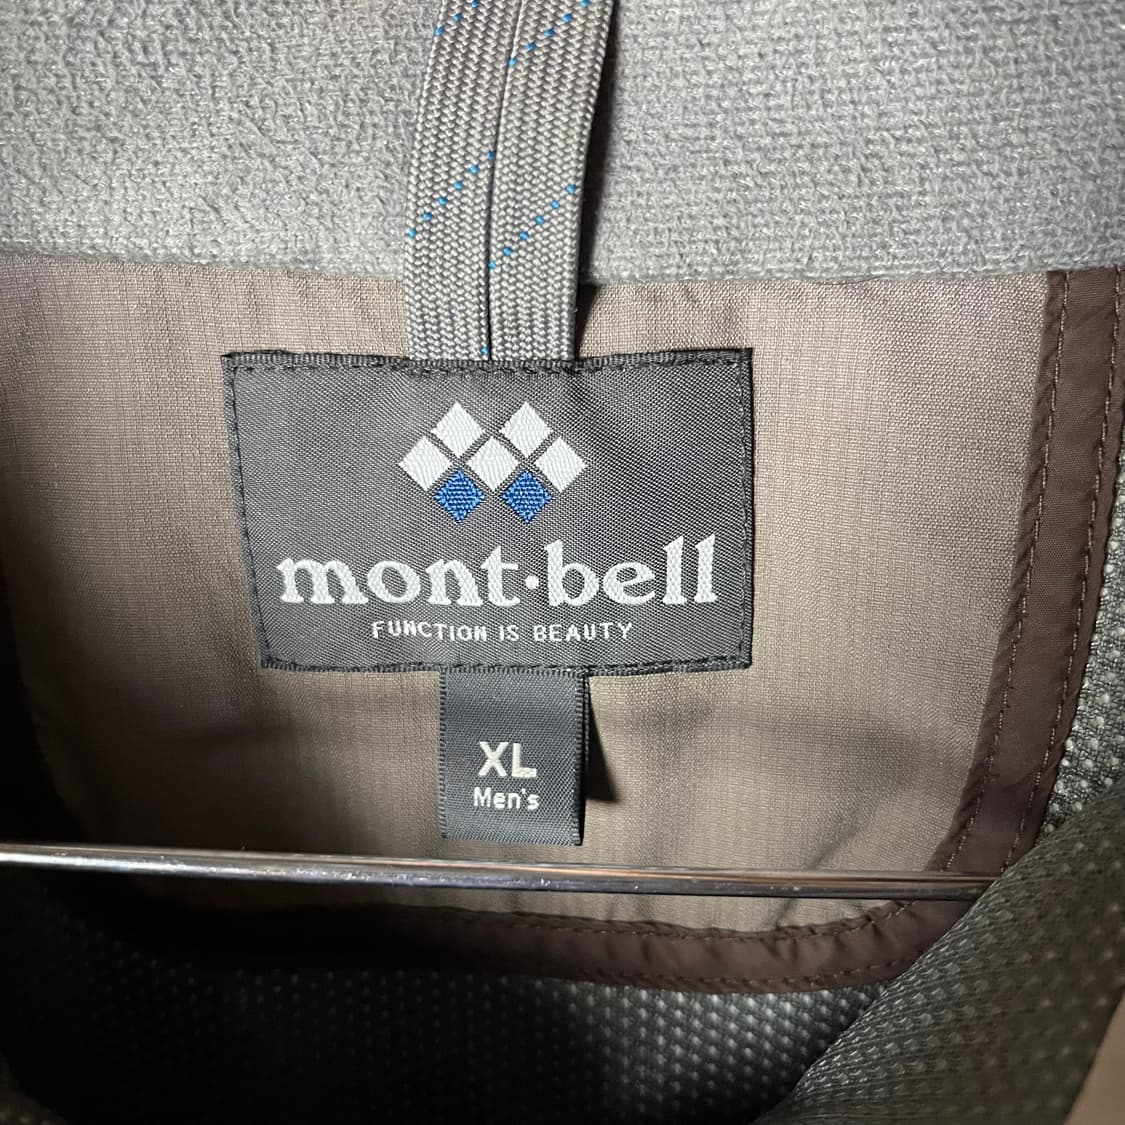 mont·bell
FUNCTION IS BEAUTY
XL
Men's